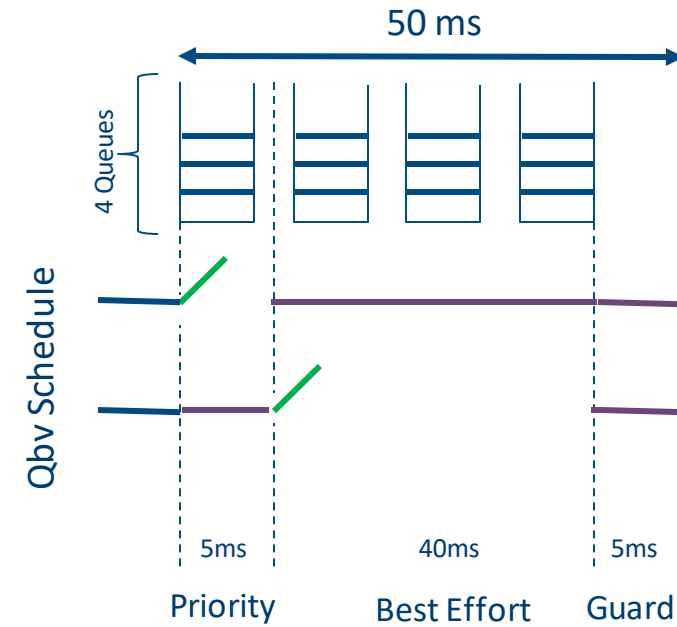 50 ms
4 Queues
Qbv Schedule
5ms
40ms
5ms
Priority
Best Effort
Guard